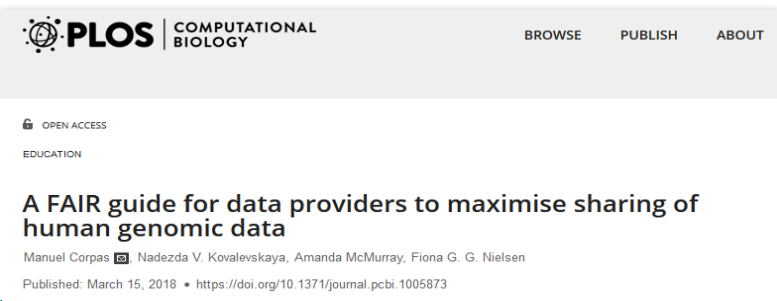 PLOS COMPUTATIONAL BIOLOGY
BROWSE PUBLISH ABOUT
OPEN ACCESS
EDUCATION
A FAIR guide for data providers to maximise sharing of
human genomic data
Manuel Corpas, Nadezda V. Kovalevskaya, Amanda McMurray, Fiona G. G. Nielsen
Published: March 15, 2018 • https://doi.org/10.1371/journal.pcbi.1005873